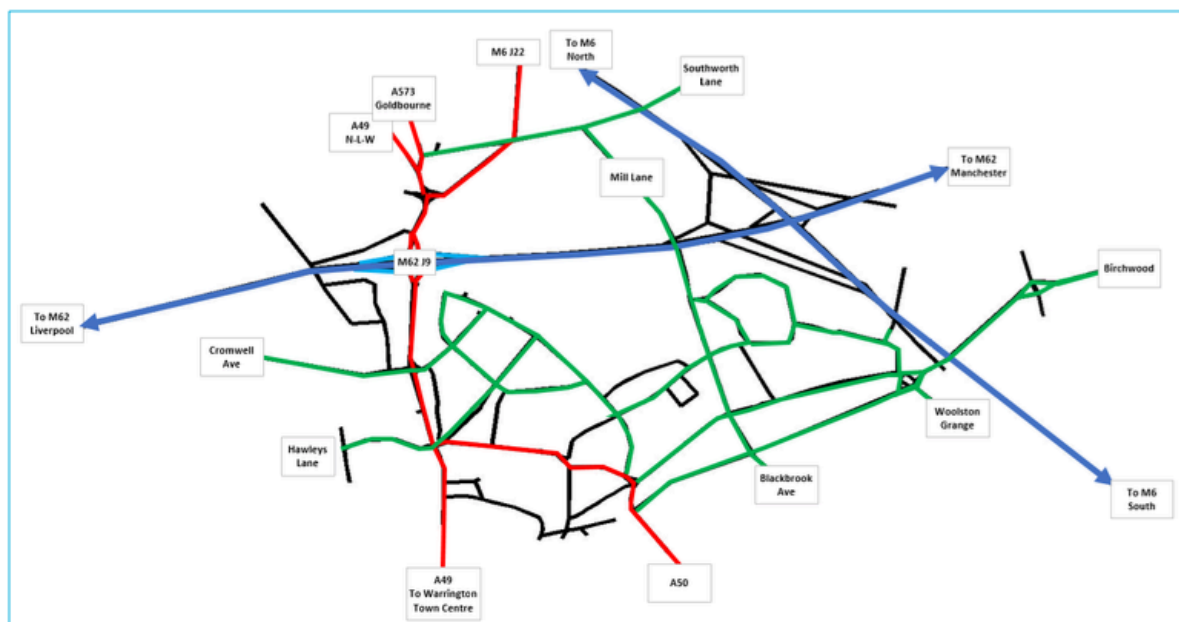 M6 J22
To M6
North
Southworth
Lane
A573
Goldbourne
A49
N-L-W
Mill Lane
To M62
Manchester
M62 J9
Birchwood
To M62
Liverpool
Cromwell
Ave
Woolston
Grange
Hawleys
Lane
Blackbrook
Ave
To M6
South
A49
To Warrington
Town Centre
A50